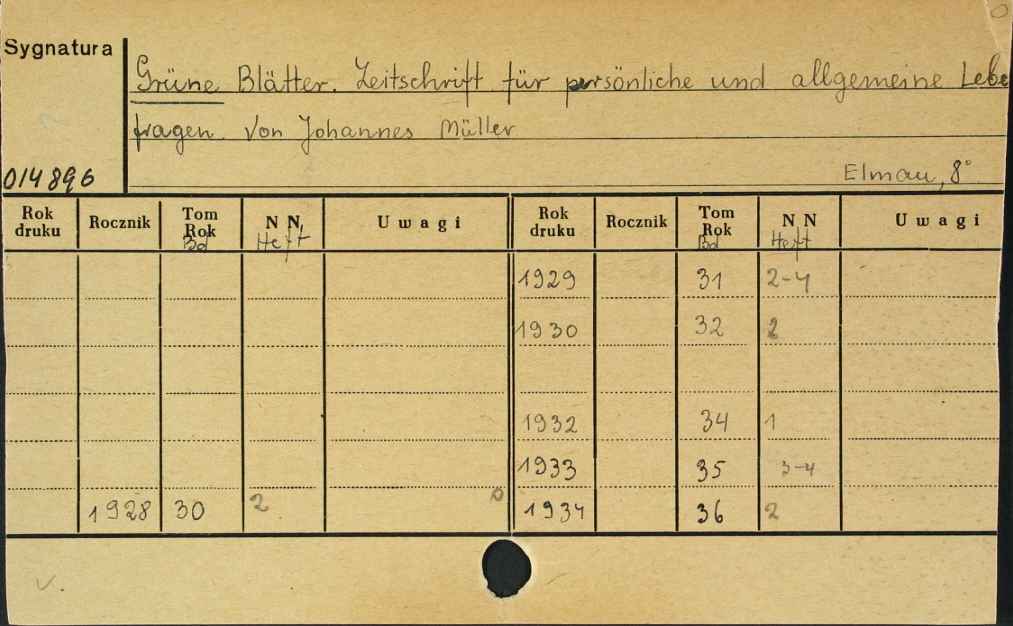 Sygnatura
Grüne Blätter. Zeitschrift für persönliche und allgemeine Lebe
fragen. Von Johannes Müller
014896
Elmau, 8°
Rok druku Rocznik Tom Rok Bd N N, Heft Uwagi Rok druku Rocznik Tom Rok Bd N N Heft Uwagi
1929 31 2-4
1930 32 2
1932 34 1
1933 35 3-4
1928 30 2 1934 36 2